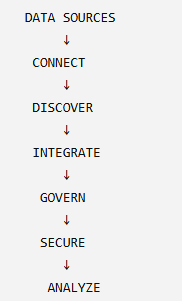 DATA SOURCES
↓
CONNECT
↓
DISCOVER
↓
INTEGRATE
↓
GOVERN
↓
SECURE
↓
ANALYZE